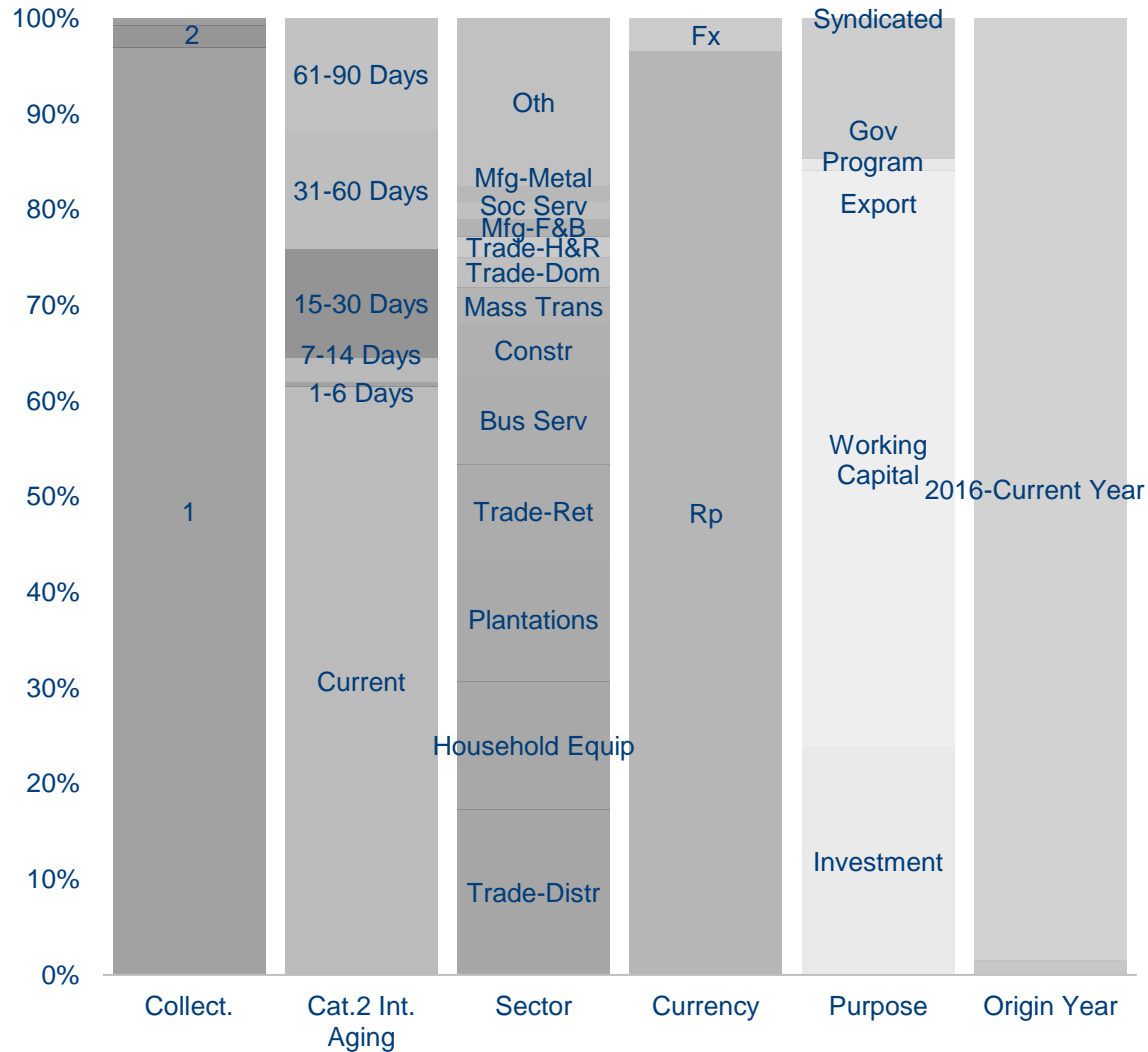 100%
90%
80%
70%
60%
50%
40%
30%
20%
10%
0%
2
1
61-90 Days
31-60 Days
15-30 Days
7-14 Days
1-6 Days
Current
Oth
Mfg-Metal
Soc Serv
Mfg-F&B
Trade-H&R
Trade-Dom
Mass Trans
Constr
Bus Serv
Trade-Ret
Plantations
Household Equip
Trade-Distr
Fx
Rp
Syndicated
Gov
Program
Export
Working
Capital
Investment
2016-Current Year
Collect.
Cat.2 Int.
Aging
Sector
Currency
Purpose
Origin Year